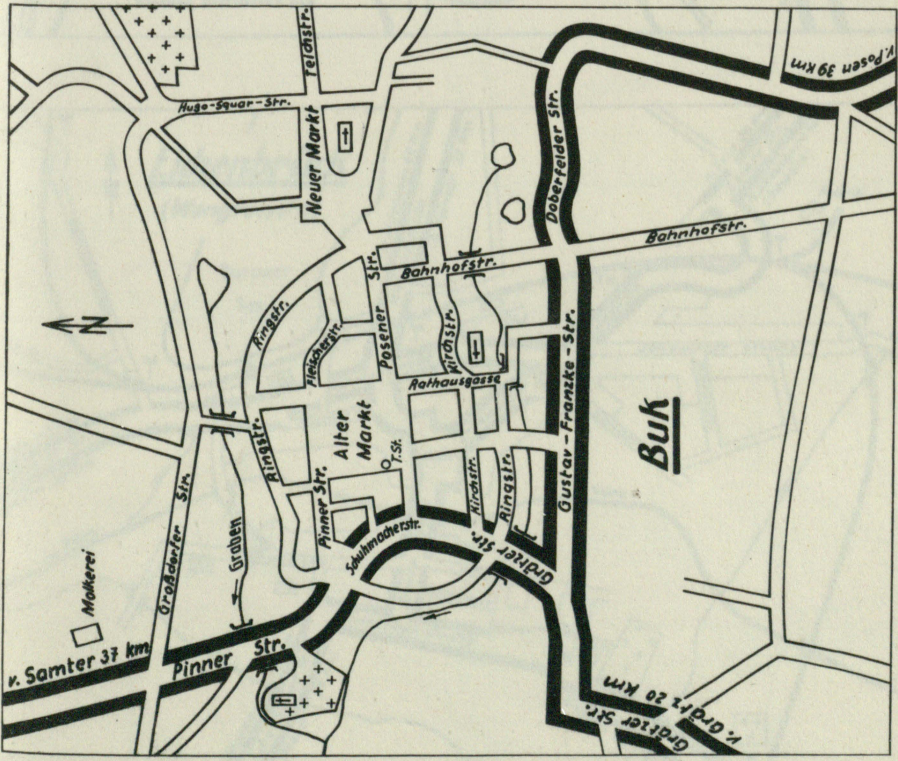 Teichstr.
v. Posen 39 km
Hugo-Squar-Str.
Neuer Markt
Doberfelder Str.
Bahnhofstr.
Bahnhofstr.
Str.
Posener
Ringstr.
Fleischerstr.
Kirchstr.
Rathausgasse
N
Gustav-Franzke-Str.
Buk
Alter
Markt
T.St.
Ringstr.
Pinner Str.
Kirchstr.
Ringstr.
Großdorfer Str.
Graben
Schuhmacherstr.
Grätzer Str.
Molkerei
v. Samter 37 km
Pinner Str.
Grätzer Str.
v. Grätz 20 km